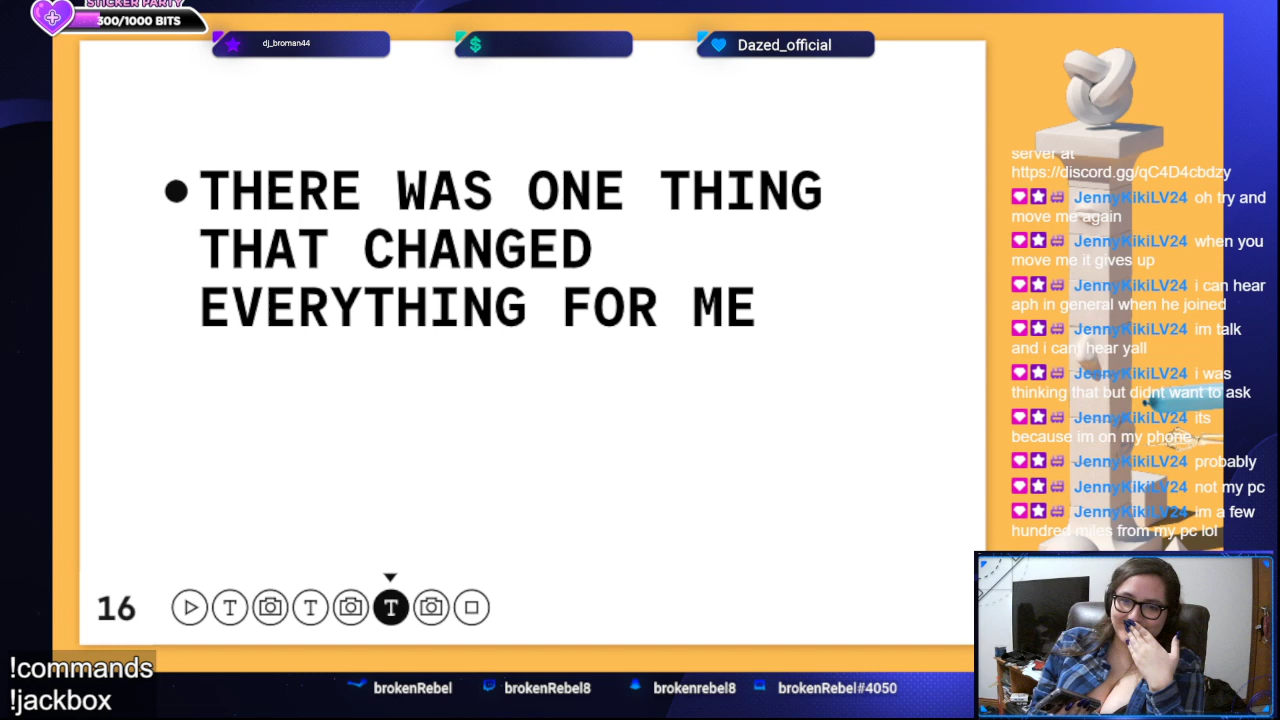 STICKER PARTY
300/1000 BITS
dj_broman44
$
Dazed_official
● THERE WAS ONE THING
THAT CHANGED
EVERYTHING FOR ME
16
T T T
server at
https://discord.gg/qC4D4cbdzy
JennyKikiLV24 oh try and
move me again
JennyKikiLV24 when you
move me it gives up
JennyKikiLV24 i can hear
aph in general when he joined
JennyKikiLV24 im talk
and i cant hear yall
JennyKikiLV24 i was
thinking that but didnt want to ask
JennyKikiLV24 its
because im on my phone
JennyKikiLV24 probably
JennyKikiLV24 not my pc
JennyKikiLV24 im a few
hundred miles from my pc lol
!commands
!jackbox
brokenRebel brokenRebel8 brokenrebel8 brokenRebel#4050